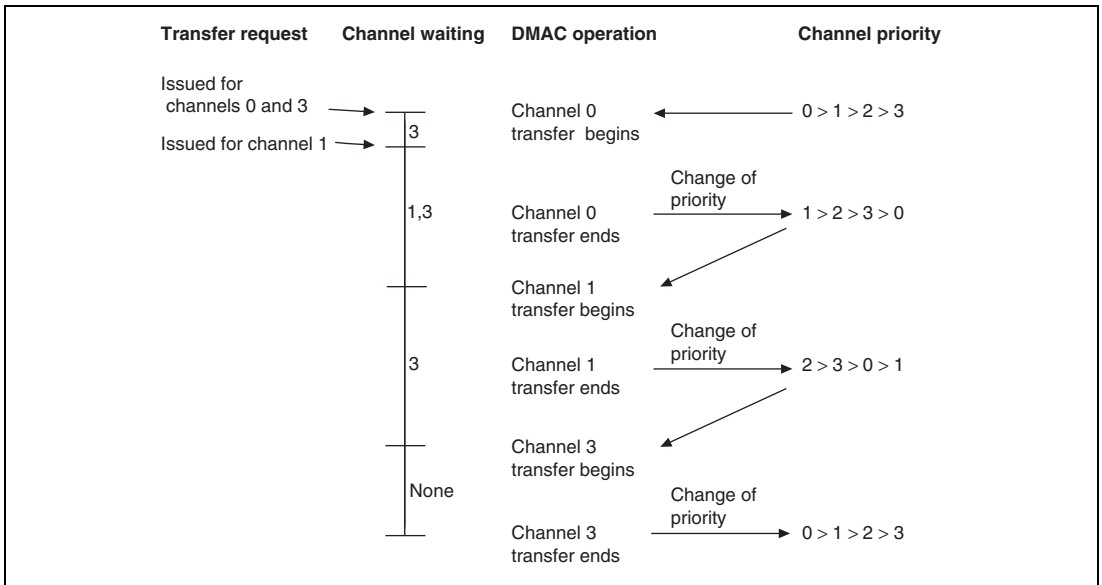 Transfer request Channel waiting DMAC operation Channel priority
Issued for
channels 0 and 3
3
Channel 0
transfer begins
0 > 1 > 2 > 3
Issued for channel 1
1,3
Channel 0
transfer ends
Change of
priority
1 > 2 > 3 > 0
Channel 1
transfer begins
3
Channel 1
transfer ends
Change of
priority
2 > 3 > 0 > 1
Channel 3
transfer begins
None
Channel 3
transfer ends
Change of
priority
0 > 1 > 2 > 3